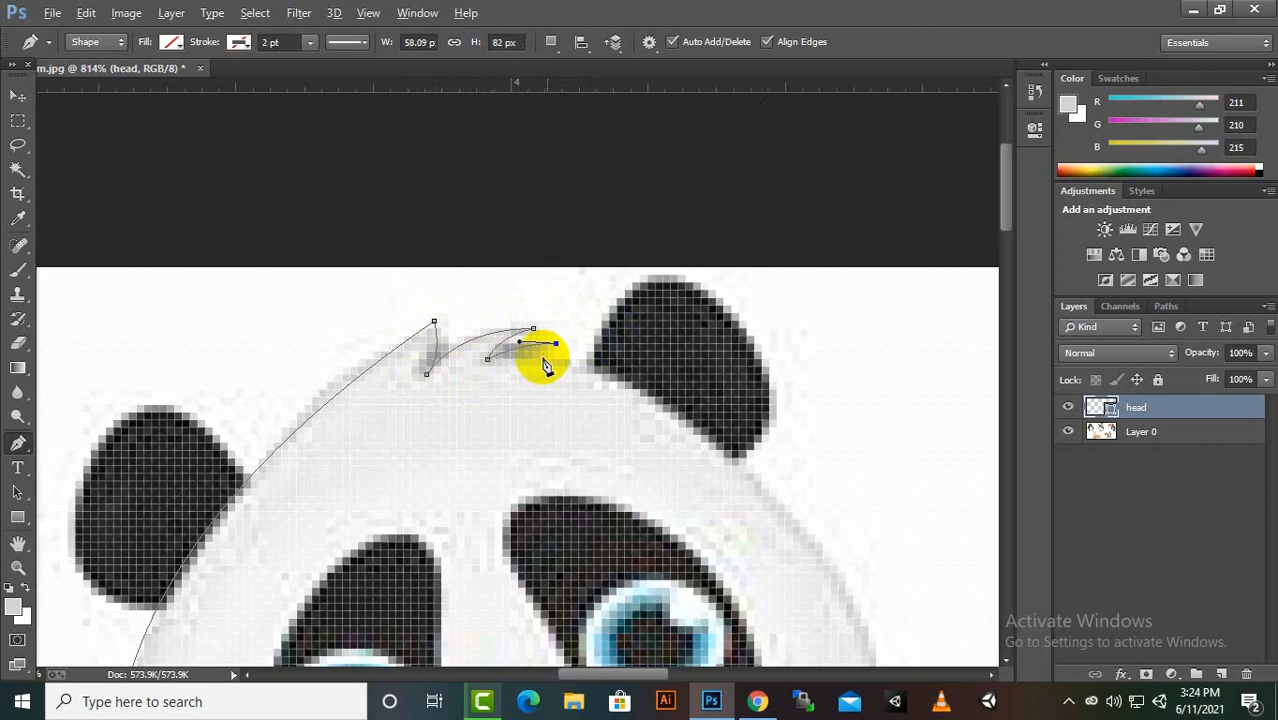 Ps File Edit Image Layer Type Select Filter 3D View Window Help
Shape Fill: Stroke: 2 pt W: 58.09 p H: 82 px Auto Add/Delete Align Edges Essentials
m.jpg @ 814% (head, RGB/8) * ×
4
Color Swatches
R 211
G 210
B 215
Adjustments Styles
Add an adjustment
Layers Channels Paths
Kind
Normal Opacity: 100%
Lock: Fill: 100%
head
Layer 0
Activate Windows
Go to Settings to activate Windows.
Doc: 573.9K/573.9K
Type here to search
Ai Ps
3:24 PM
6/11/2021
2